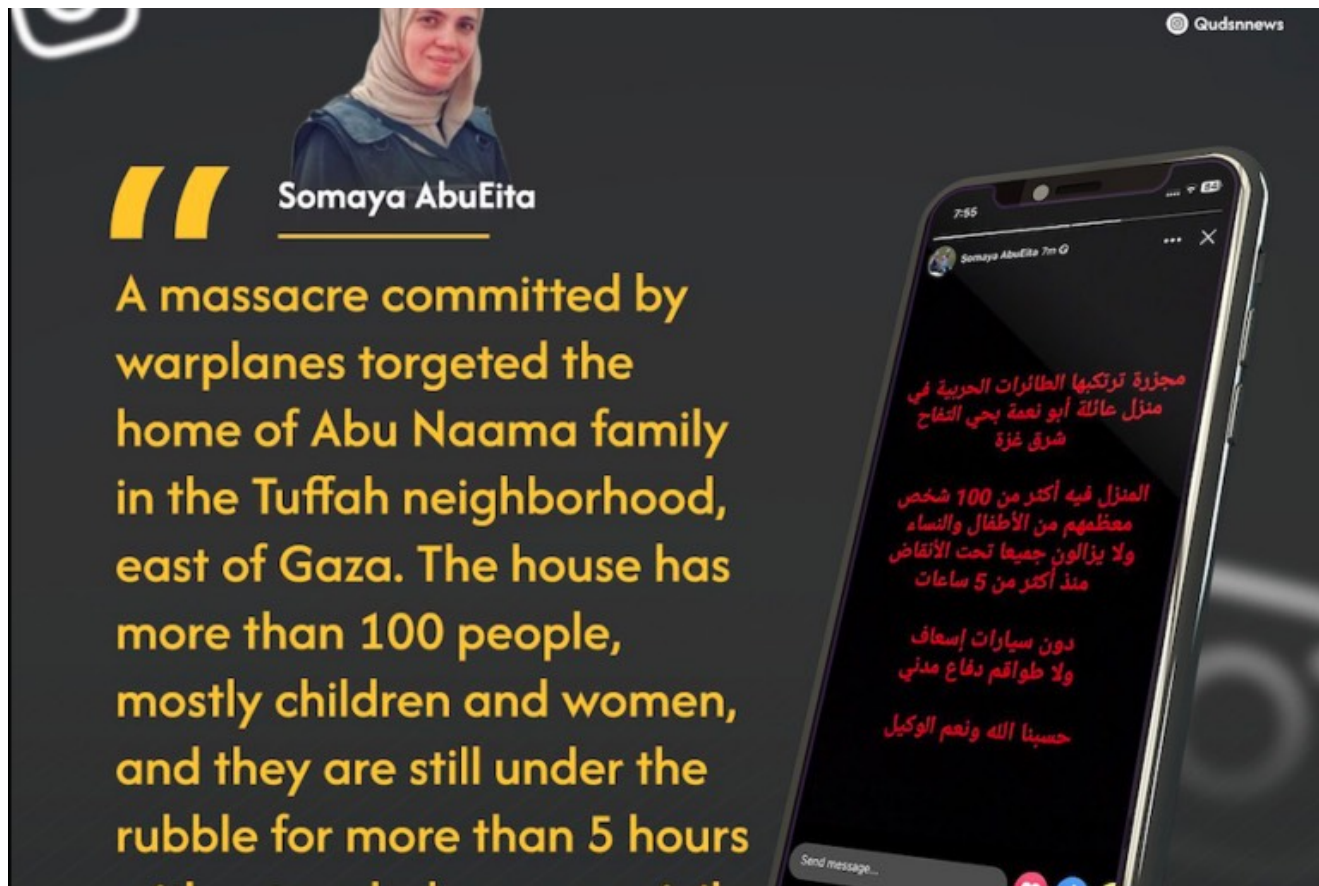 Qudsnnews
Somaya AbuEita
A massacre committed by
warplanes torgeted the
home of Abu Naama family
in the Tuffah neighborhood,
east of Gaza. The house has
more than 100 people,
mostly children and women,
and they are still under the
rubble for more than 5 hours
7:55
84
Somaya AbuEita 7m
مجزرة ترتكبها الطائرات الحربية في
منزل عائلة أبو نعمة بحي التفاح
شرق غزة
المنزل فيه أكثر من 100 شخص
معظمهم من الأطفال والنساء
ولا يزالون جميعا تحت الأنقاض
منذ أكثر من 5 ساعات
دون سيارات إسعاف
ولا طواقم دفاع مدني
حسبنا الله ونعم الوكيل
Send message...